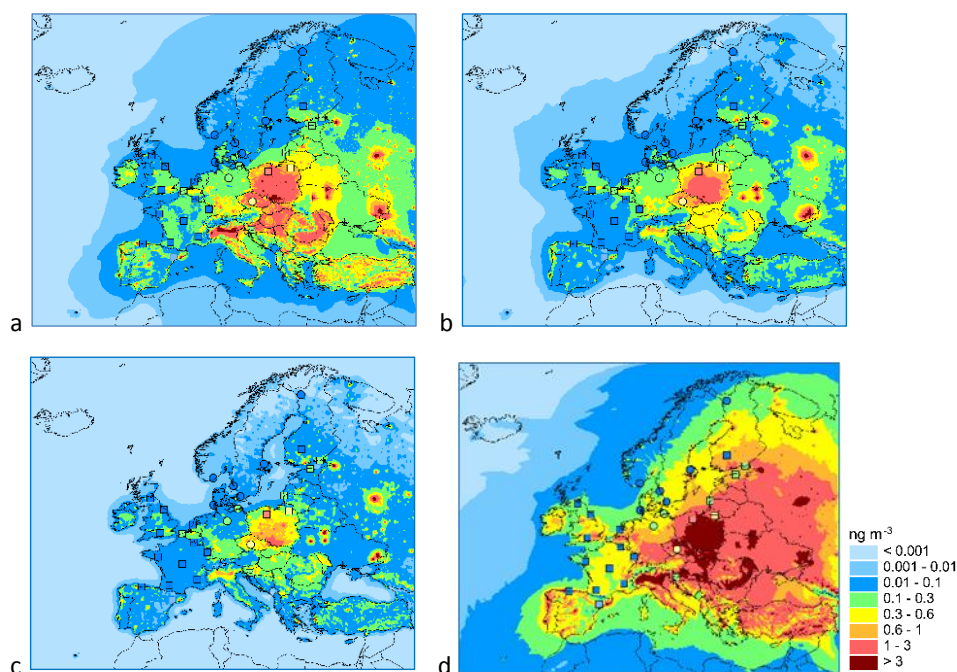 a
b
c
d
ng m⁻³
< 0.001
0.001 - 0.01
0.01 - 0.1
0.1 - 0.3
0.3 - 0.6
0.6 - 1
1 - 3
> 3